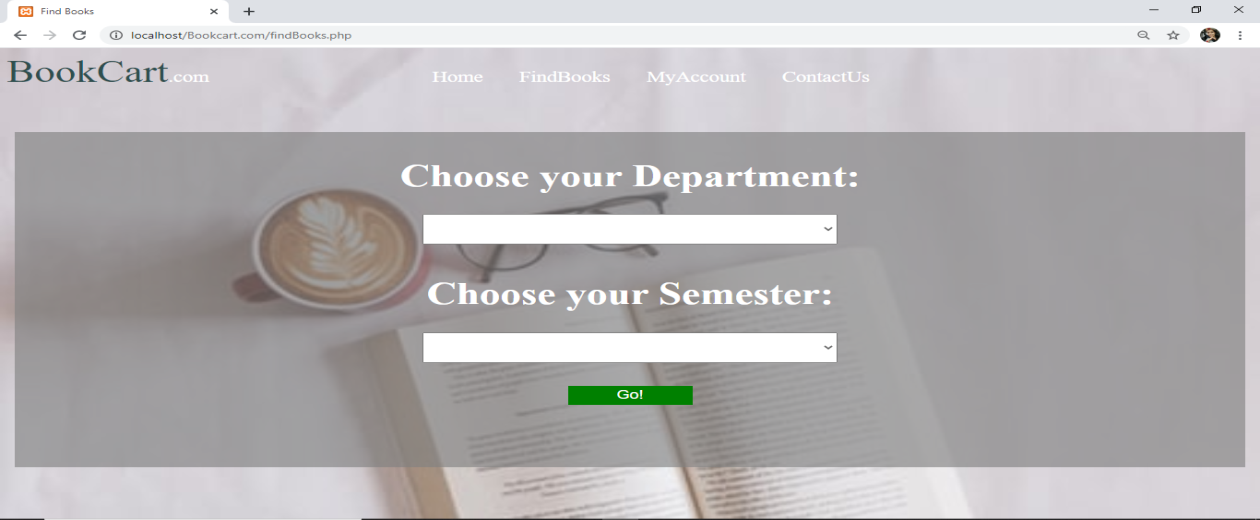 Find Books
localhost/Bookcart.com/findBooks.php
BookCart.com
Home FindBooks MyAccount ContactUs
Choose your Department:
Choose your Semester:
Go!